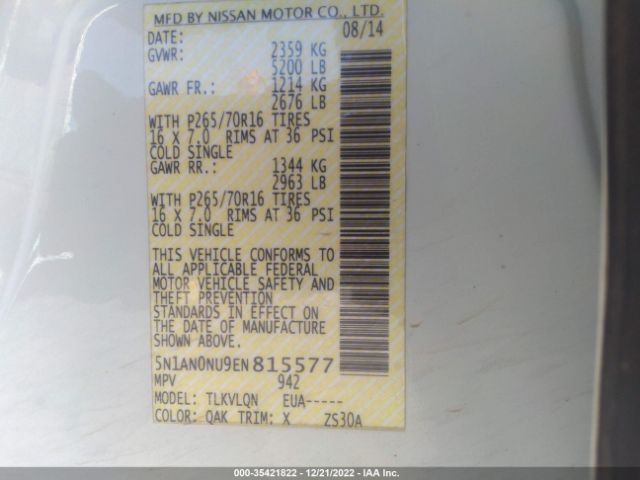 MFD BY NISSAN MOTOR CO., LTD.
DATE: 08/14
GVWR: 2359 KG
5200 LB
GAWR FR.: 1214 KG
2676 LB
WITH P265/70R16 TIRES
16 X 7.0 RIMS AT 36 PSI
COLD SINGLE
GAWR RR.: 1344 KG
2963 LB
WITH P265/70R16 TIRES
16 X 7.0 RIMS AT 36 PSI
COLD SINGLE
THIS VEHICLE CONFORMS TO
ALL APPLICABLE FEDERAL
MOTOR VEHICLE SAFETY AND
THEFT PREVENTION
STANDARDS IN EFFECT ON
THE DATE OF MANUFACTURE
SHOWN ABOVE.
5N1AN0NU9EN815577
MPV 942
MODEL: TLKVLQN EUA-----
COLOR: QAK TRIM: X ZS30A
000-35421822 - 12/21/2022 - IAA Inc.